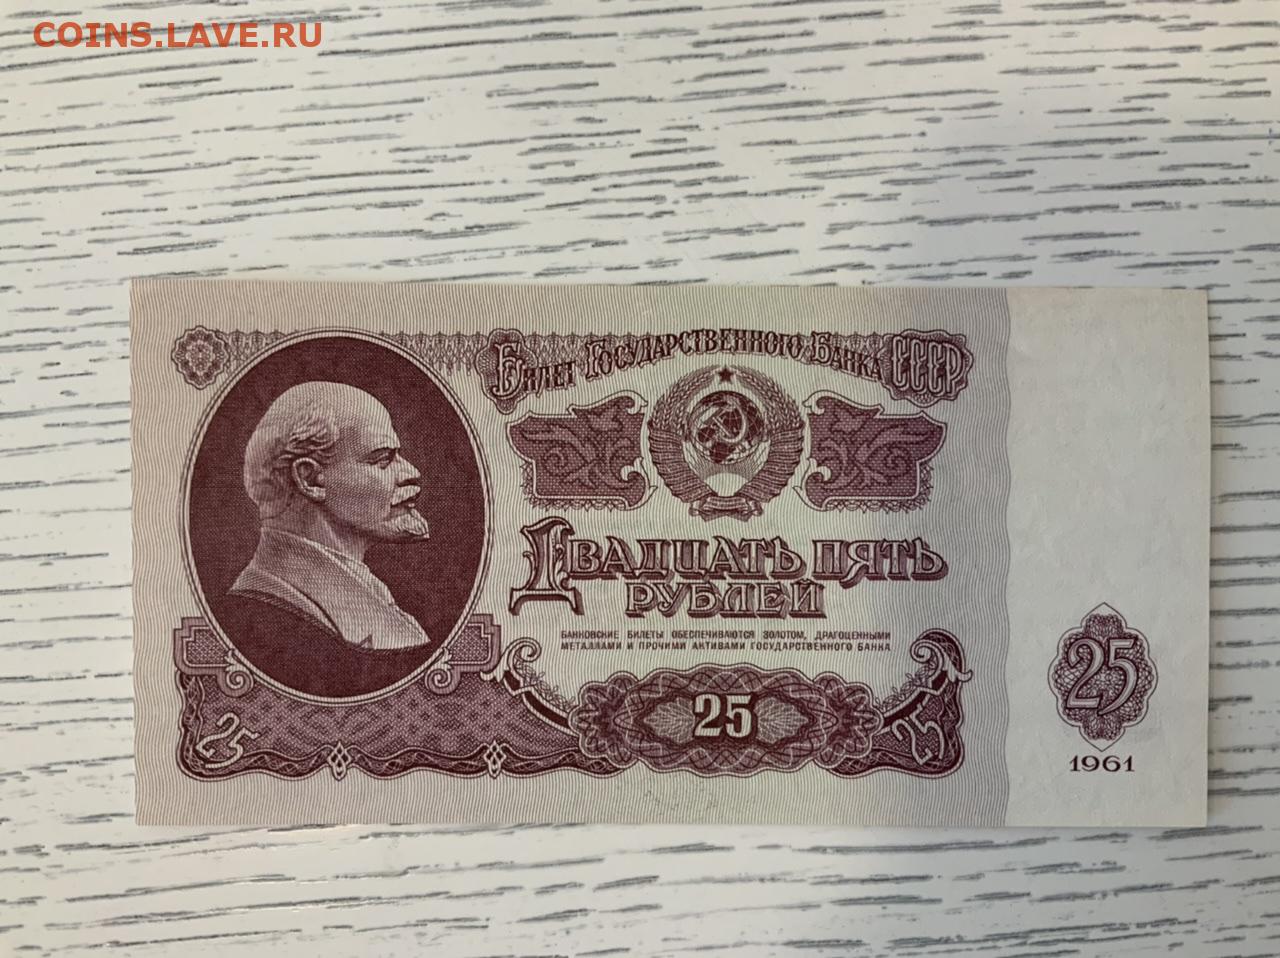 COINS.LAVE.RU
Билет Государственного Банка СССР
Двадцать пять
рублей
БАНКОВСКИЕ БИЛЕТЫ ОБЕСПЕЧИВАЮТСЯ ЗОЛОТОМ, ДРАГОЦЕННЫМИ
МЕТАЛЛАМИ И ПРОЧИМИ АКТИВАМИ ГОСУДАРСТВЕННОГО БАНКА
25
25
25
25
1961